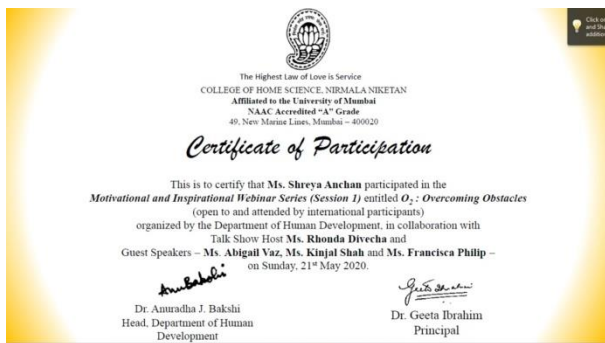 The Highest Law of Love is Service
COLLEGE OF HOME SCIENCE, NIRMALA NIKETAN
Affiliated to the University of Mumbai
NAAC Accredited "A" Grade
49, New Marine Lines, Mumbai – 400020
Certificate of Participation
This is to certify that Ms. Shreya Anchan participated in the
Motivational and Inspirational Webinar Series (Session 1) entitled O₂ : Overcoming Obstacles
(open to and attended by international participants)
organized by the Department of Human Development, in collaboration with
Talk Show Host Ms. Rhonda Divecha and
Guest Speakers – Ms. Abigail Vaz, Ms. Kinjal Shah and Ms. Francisca Philip –
on Sunday, 21st May 2020.
AnuBakshi
Dr. Anuradha J. Bakshi
Head, Department of Human
Development
Dr. Geeta Ibrahim
Principal
Click o
and Sha
addition